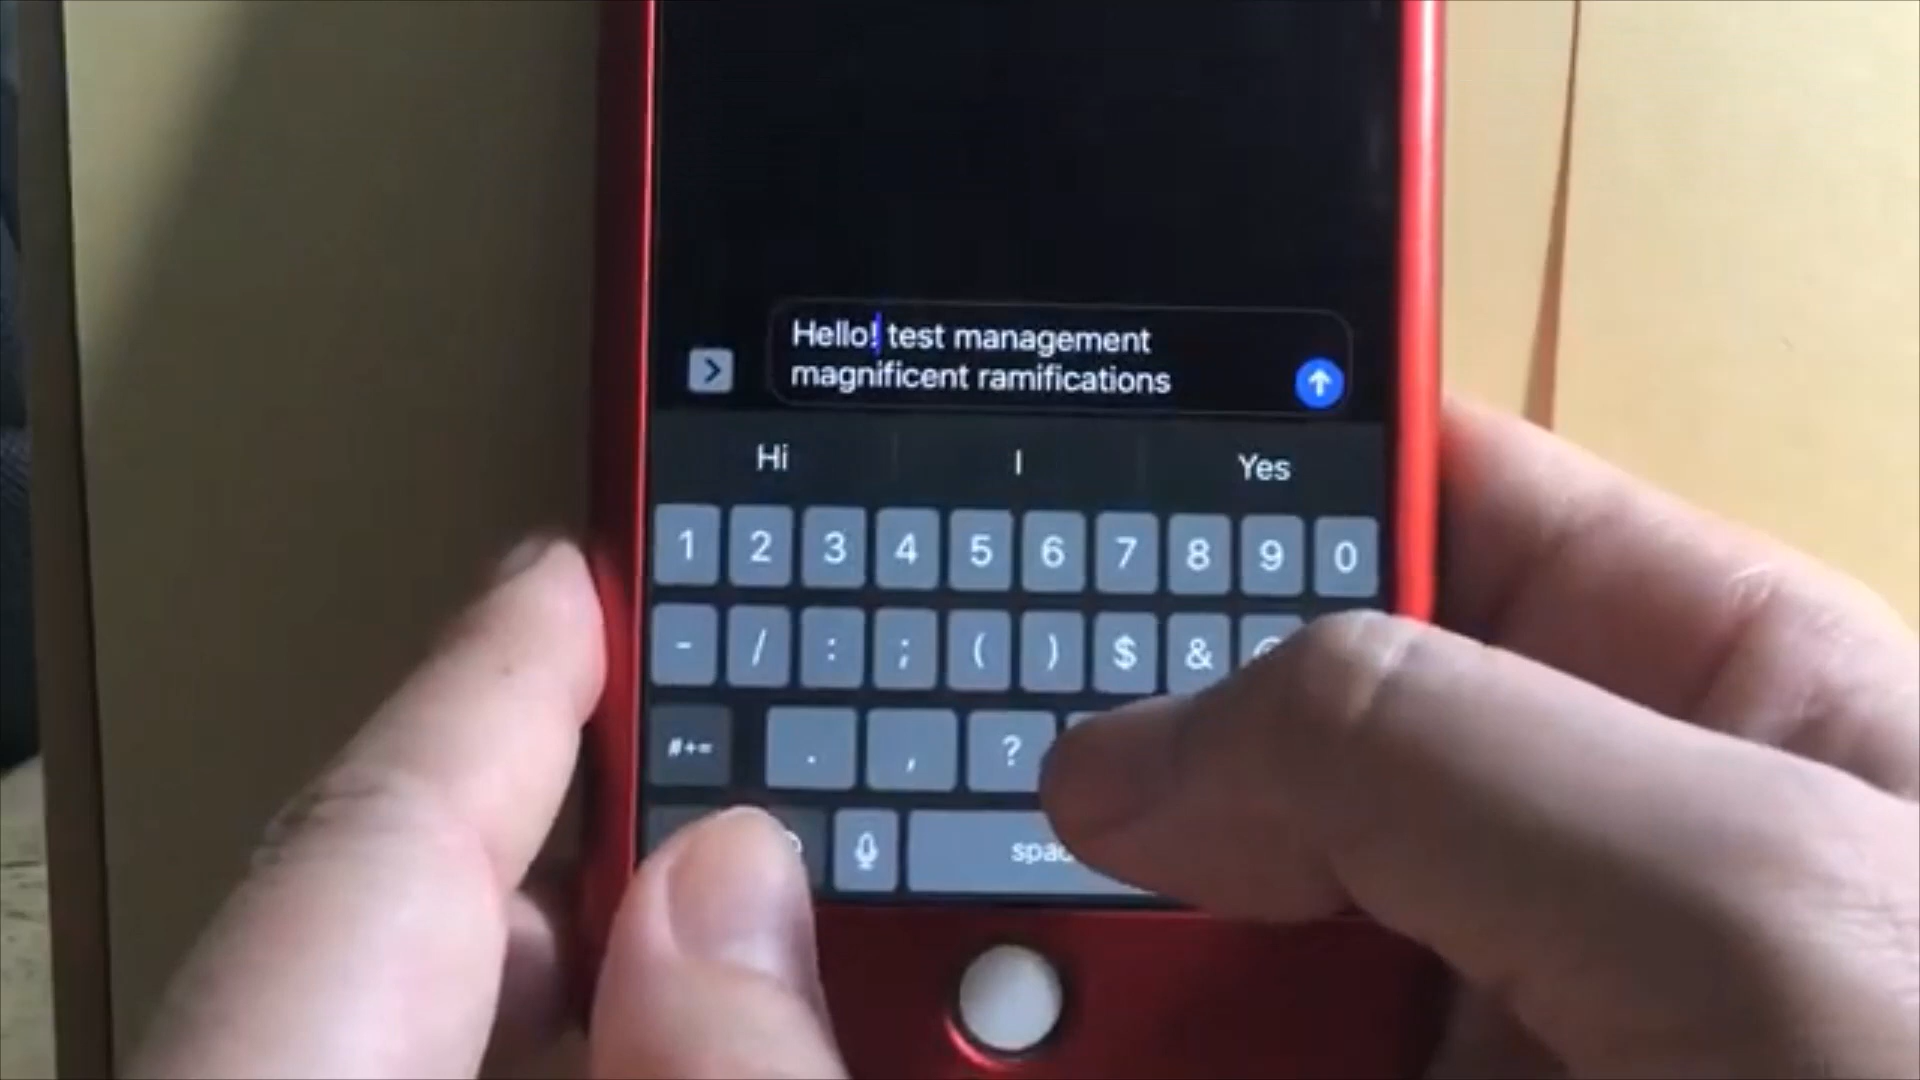 Hello! test management
magnificent ramifications
Hi I Yes
1 2 3 4 5 6 7 8 9 0
- / : ; ( ) $ &
#+= . , ?